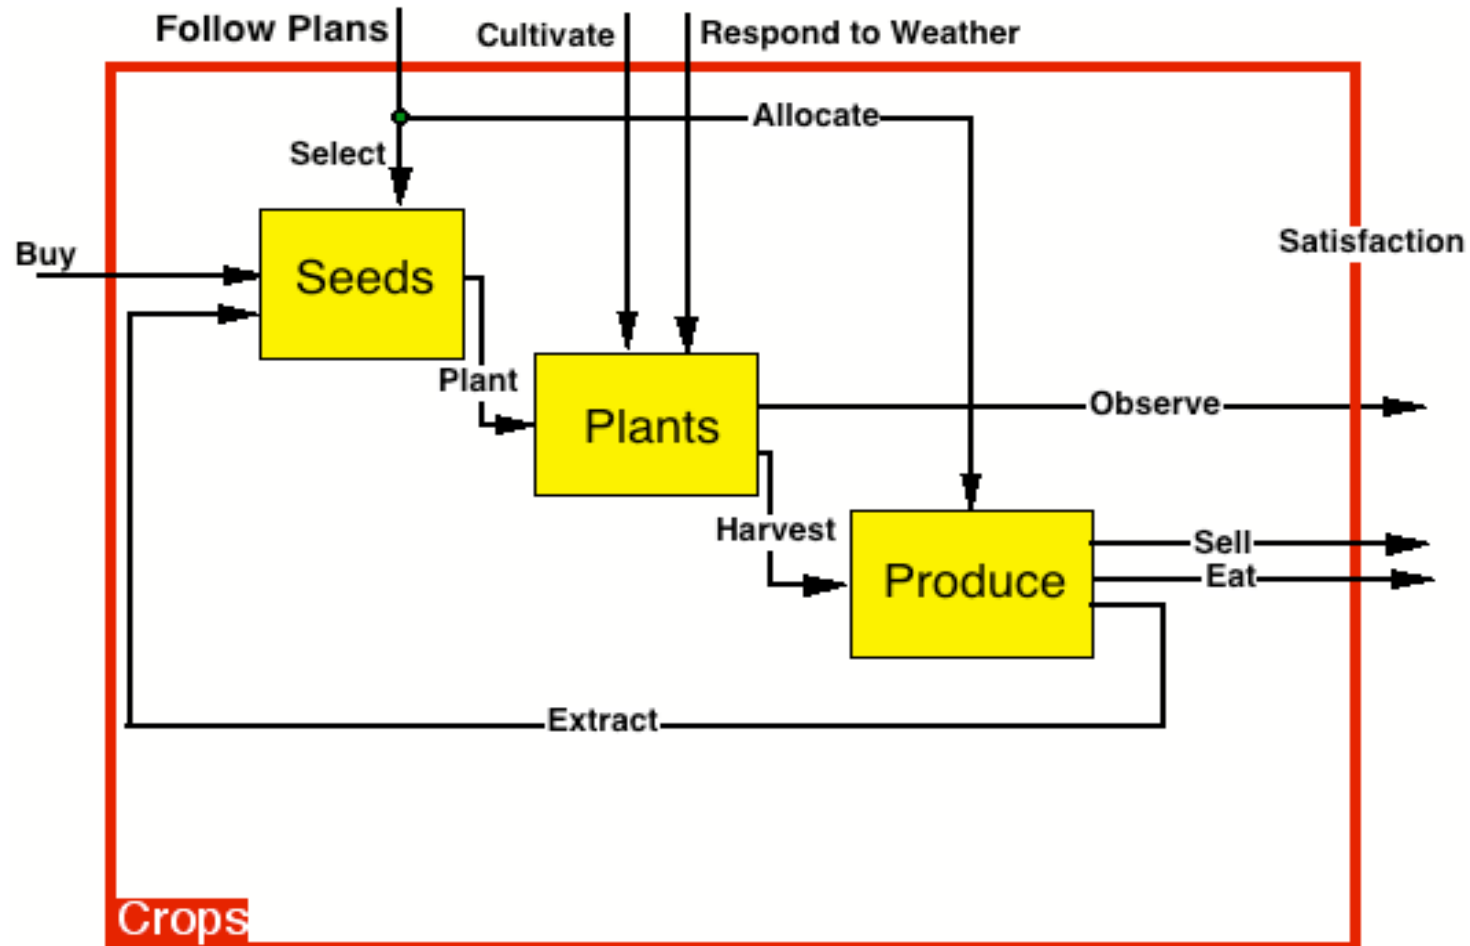 Follow Plans
Cultivate
Respond to Weather
Allocate
Select
Buy
Seeds
Satisfaction
Plant
Plants
Observe
Harvest
Produce
Sell
Eat
Extract
Crops